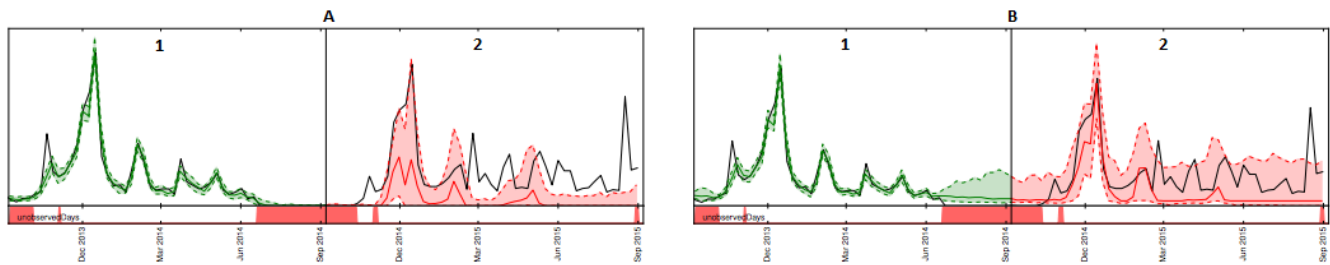 A
B
1
2
1
2
unobservedDays
unobservedDays
Dec 2013
Mar 2014
Jun 2014
Sep 2014
Dec 2014
Mar 2015
Jun 2015
Sep 2015
Dec 2013
Mar 2014
Jun 2014
Sep 2014
Dec 2014
Mar 2015
Jun 2015
Sep 2015